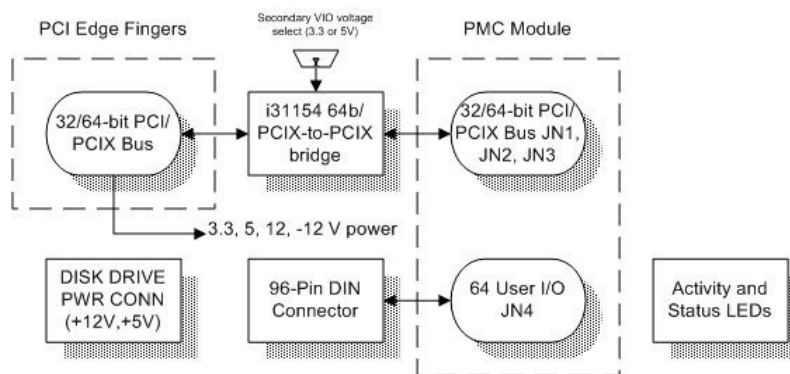 Secondary VIO voltage
select (3.3 or 5V)
PCI Edge Fingers
PMC Module
32/64-bit PCI/
PCIX Bus
i31154 64b/
PCIX-to-PCIX
bridge
32/64-bit PCI/
PCIX Bus JN1,
JN2, JN3
3.3, 5, 12, -12 V power
DISK DRIVE
PWR CONN
(+12V,+5V)
96-Pin DIN
Connector
64 User I/O
JN4
Activity and
Status LEDs